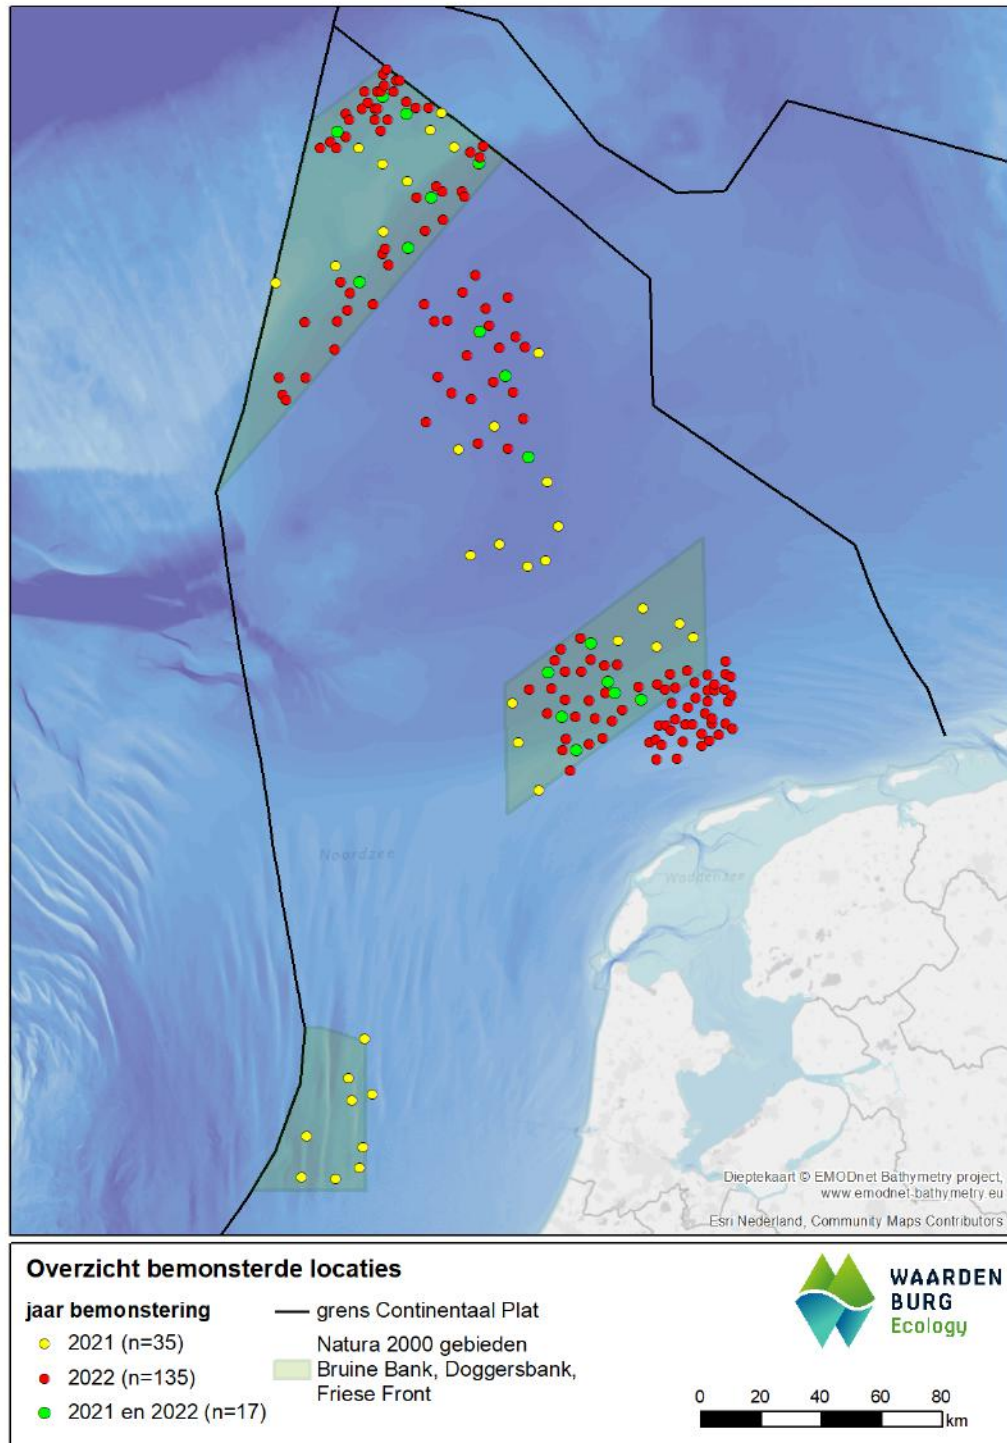 Noordzee
Waddenzee
Dieptekaart © EMODnet Bathymetry project,
www.emodnet-bathymetry.eu
Esri Nederland, Community Maps Contributors
Overzicht bemonsterde locaties
jaar bemonstering
2021 (n=35)
2022 (n=135)
2021 en 2022 (n=17)
grens Continentaal Plat
Natura 2000 gebieden
Bruine Bank, Doggersbank,
Friese Front
WAARDEN
BURG
Ecology
0 20 40 60 80
km